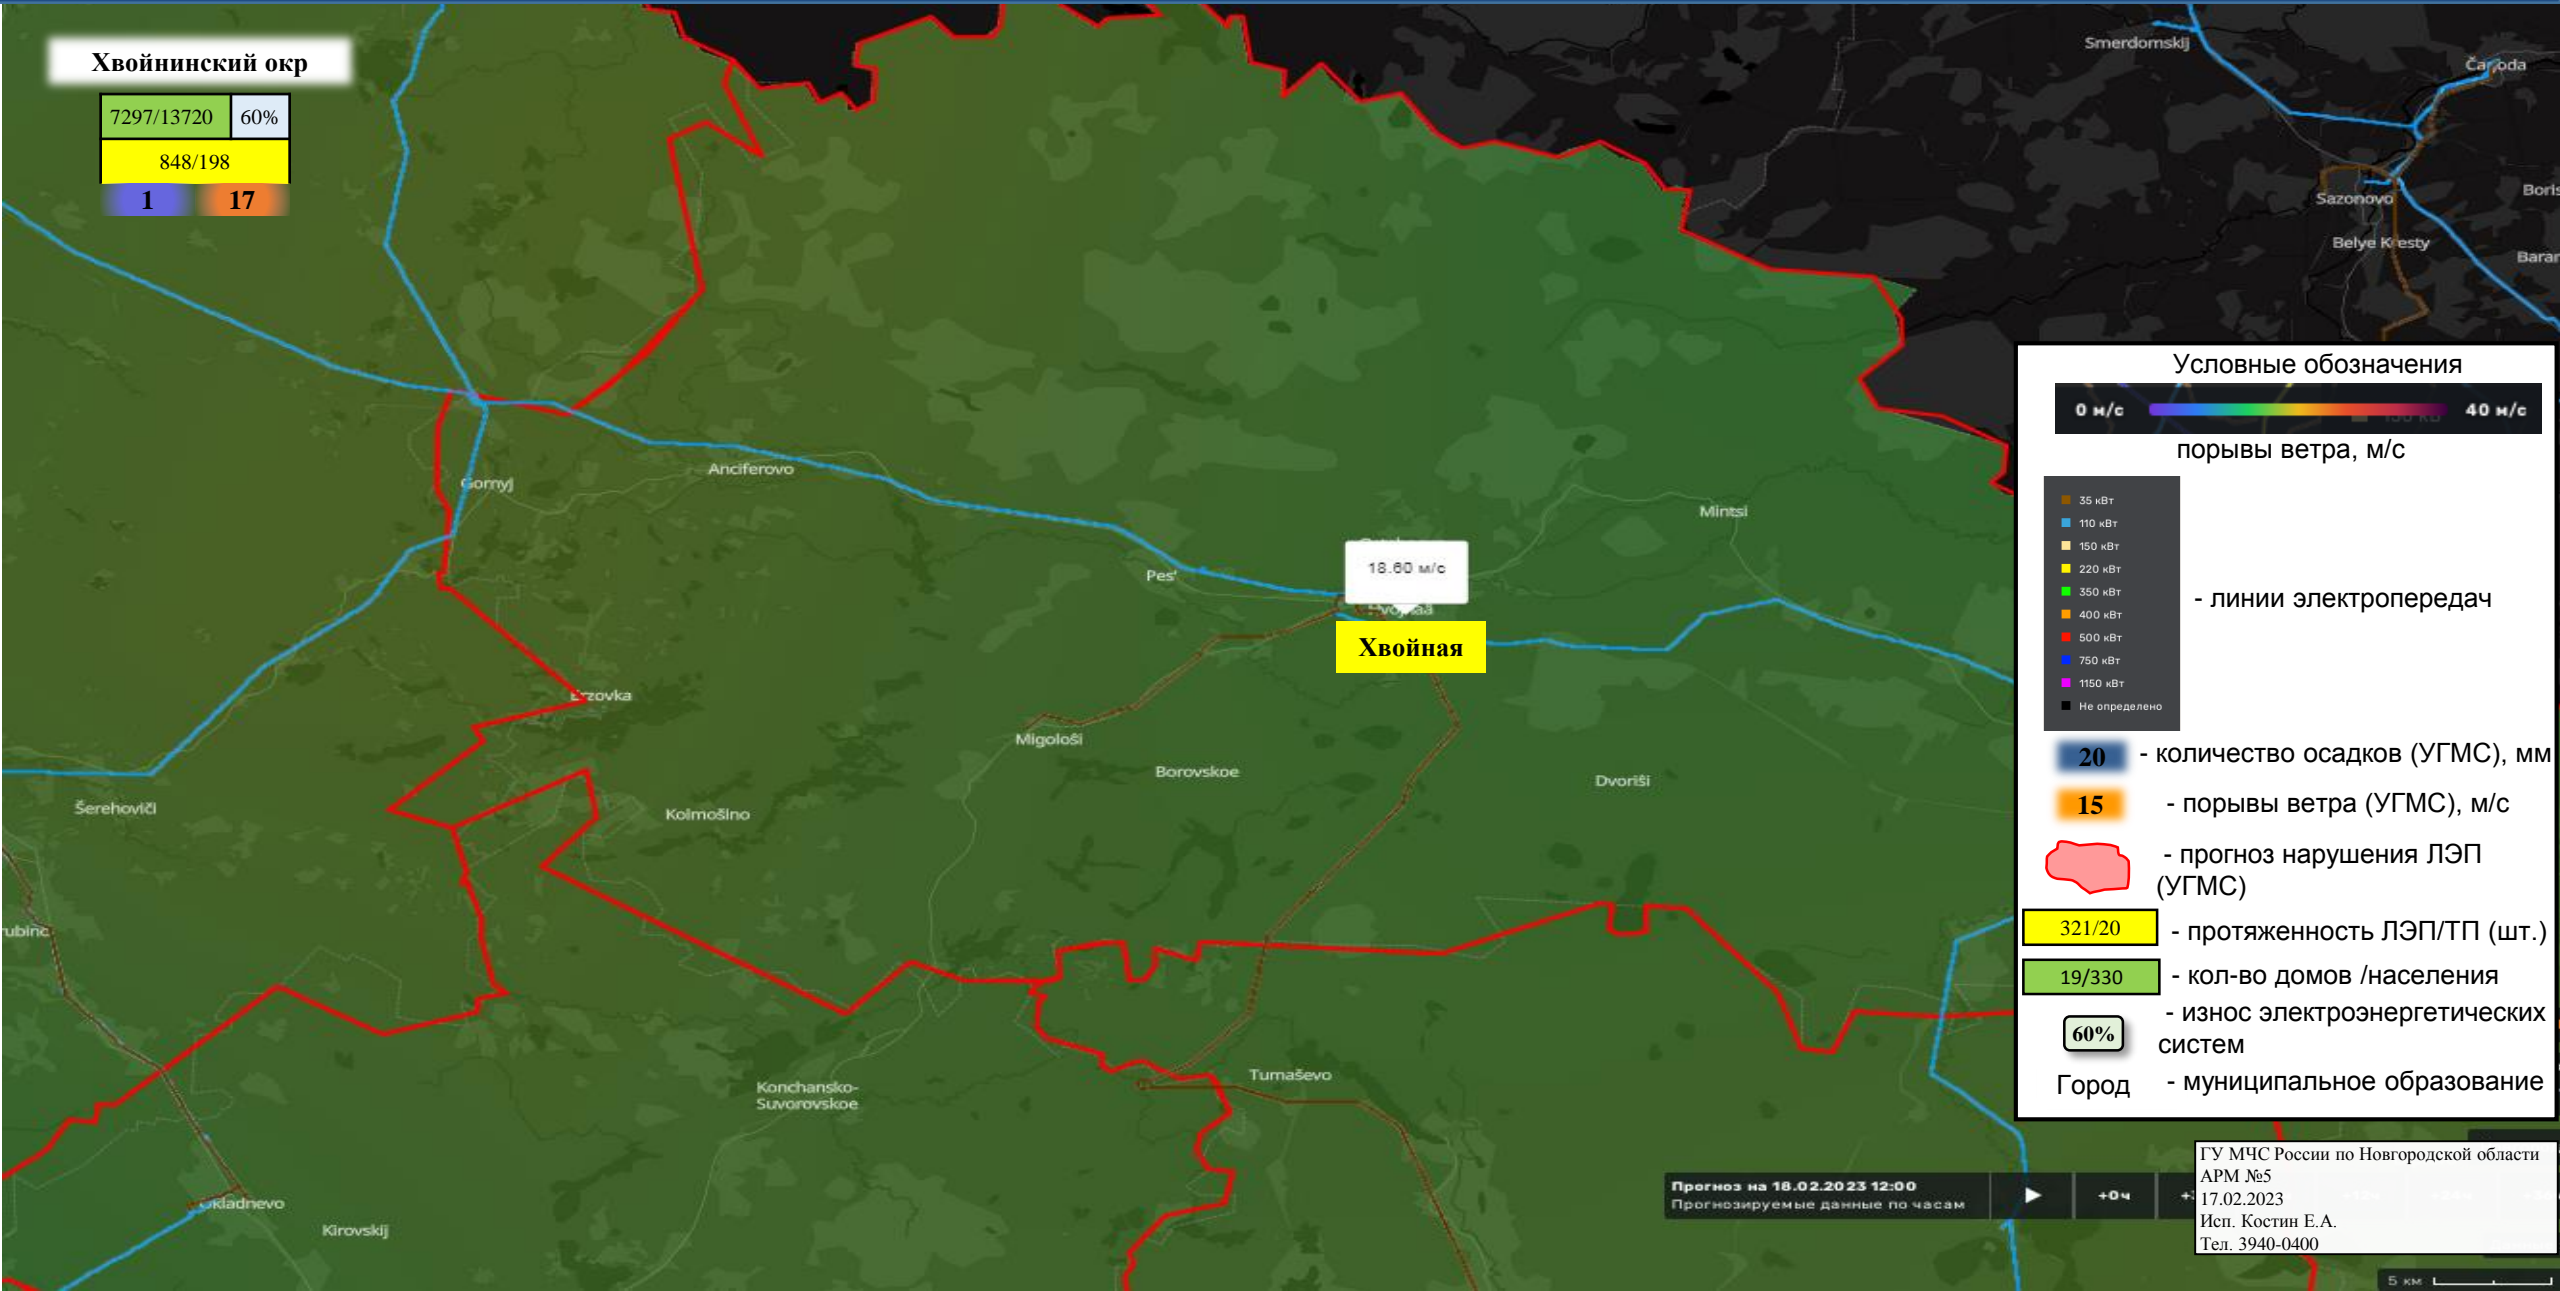 Хвойнинский окр
7297/13720 60%
848/198
1 17
Smerdomskij
Sazonovo
Belye Kresty
Gornyj
Anciferovo
Mintsi
Pes'
18.60 м/с
Хвойная
Migološi
Borovskoe
Dvoriši
Šerehoviči
Kolmošino
Konchansko-
Suvorovskoe
Tumaševo
Kirovskij
Условные обозначения
0 м/с 40 м/с
порывы ветра, м/с
35 кВт
110 кВт
150 кВт
220 кВт
350 кВт
400 кВт
500 кВт
750 кВт
1150 кВт
Не определено
- линии электропередач
20 - количество осадков (УГМС), мм
15 - порывы ветра (УГМС), м/с
- прогноз нарушения ЛЭП
(УГМС)
321/20 - протяженность ЛЭП/ТП (шт.)
19/330 - кол-во домов /населения
60% - износ электроэнергетических
систем
Город - муниципальное образование
Прогноз на 18.02.2023 12:00
Прогнозируемые данные по часам
+0ч
ГУ МЧС России по Новгородской области
АРМ №5
17.02.2023
Исп. Костин Е.А.
Тел. 3940-0400
5 км